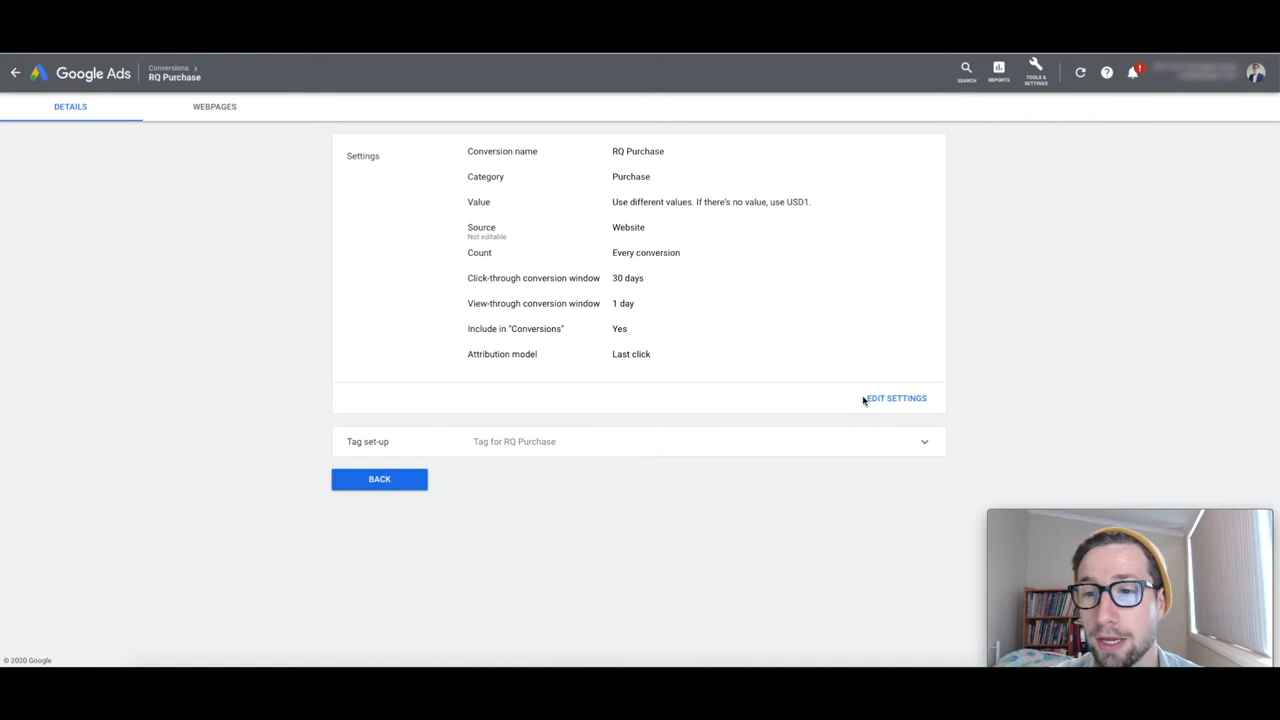 Google Ads
Conversions
RQ Purchase
SEARCH
REPORTS
TOOLS &
SETTINGS
DETAILS
WEBPAGES
Settings
Conversion name RQ Purchase
Category Purchase
Value Use different values. If there's no value, use USD1.
Source Website
Not editable
Count Every conversion
Click-through conversion window 30 days
View-through conversion window 1 day
Include in "Conversions" Yes
Attribution model Last click
EDIT SETTINGS
Tag set-up Tag for RQ Purchase
BACK
© 2020 Google